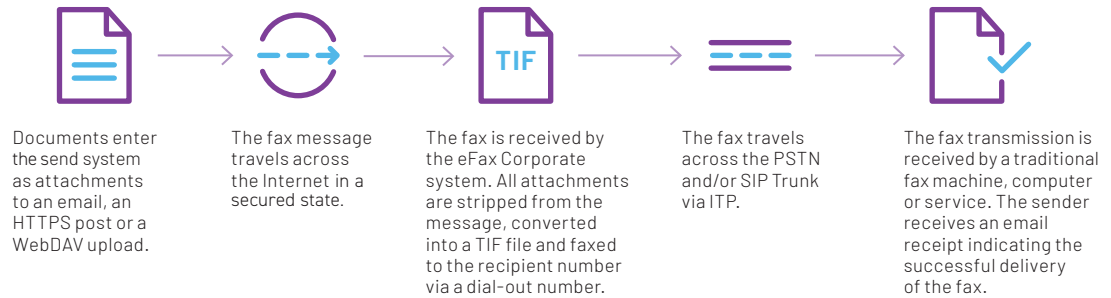 TIF
Documents enter
the send system
as attachments
to an email, an
HTTPS post or a
WebDAV upload.
The fax message
travels across
the Internet in a
secured state.
The fax is received by
the eFax Corporate
system. All attachments
are stripped from the
message, converted
into a TIF file and faxed
to the recipient number
via a dial-out number.
The fax travels
across the PSTN
and/or SIP Trunk
via ITP.
The fax transmission is
received by a traditional
fax machine, computer
or service. The sender
receives an email
receipt indicating the
successful delivery
of the fax.